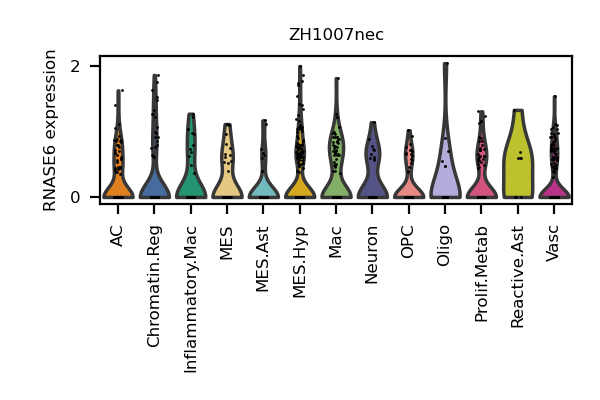 ZH1007nec
RNASE6 expression
2
0
AC
Chromatin.Reg
Inflammatory.Mac
MES
MES.Ast
MES.Hyp
Mac
Neuron
OPC
Oligo
Prolif.Metab
Reactive.Ast
Vasc